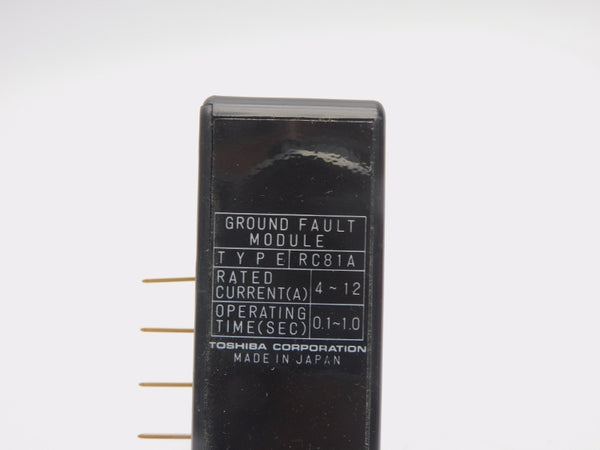 GROUND FAULT
MODULE
TYPE RC81A
RATED
CURRENT(A) 4~12
OPERATING
TIME(SEC) 0.1~1.0
TOSHIBA CORPORATION
MADE IN JAPAN